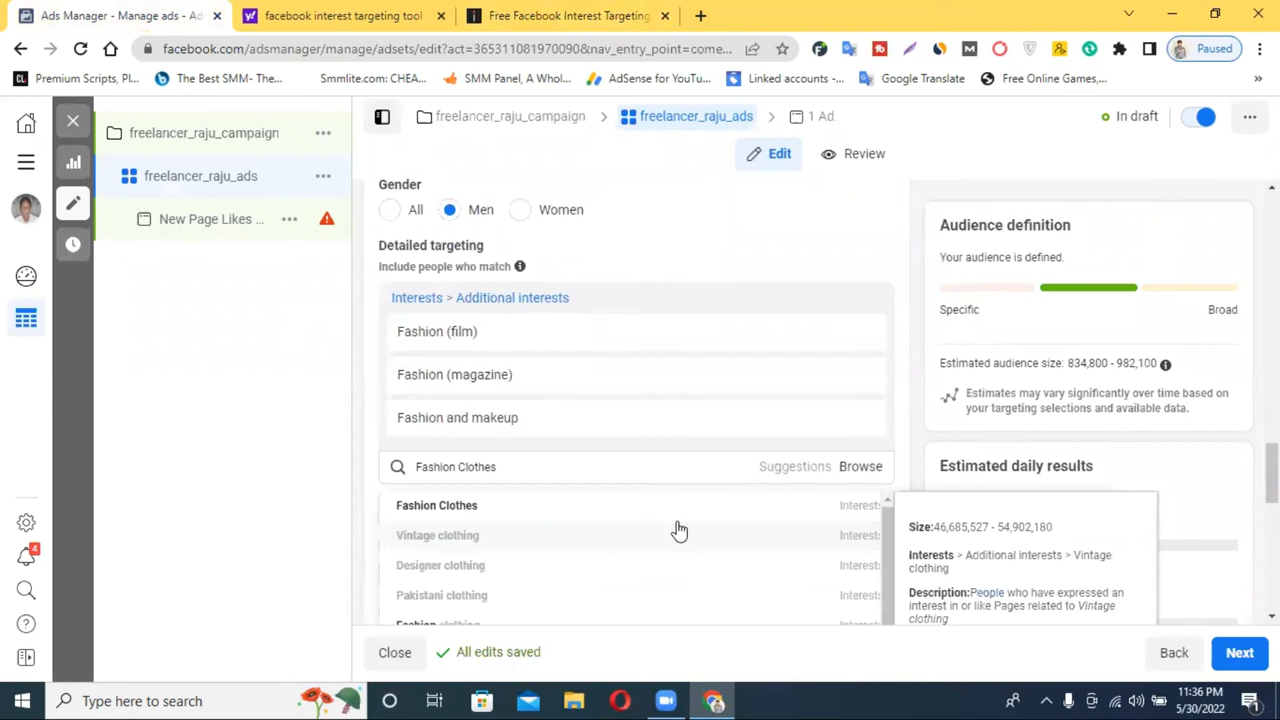 Ads Manager - Manage ads - Ad
facebook interest targeting tool -
Free Facebook Interest Targeting
facebook.com/adsmanager/manage/adsets/edit?act=365311081970090&nav_entry_point=come...
Paused
Premium Scripts, Pl...
The Best SMM- The...
Smmlite.com: CHEA...
SMM Panel, A Whol...
AdSense for YouTu...
Linked accounts -...
Google Translate
Free Online Games,...
»
freelancer_raju_campaign
freelancer_raju_ads
1 Ad
In draft
freelancer_raju_campaign
freelancer_raju_ads
New Page Likes ...
Edit
Review
Gender
All
Men
Women
Detailed targeting
Include people who match
Interests > Additional interests
Fashion (film)
Fashion (magazine)
Fashion and makeup
Fashion Clothes
Suggestions
Browse
Fashion Clothes
Interests
Vintage clothing
Interests
Designer clothing
Interests
Pakistani clothing
Interests
Fashion clothing
Size:46,685,527 - 54,902,180
Interests > Additional interests > Vintage
clothing
Description:People who have expressed an
interest in or like Pages related to Vintage
clothing
Audience definition
Your audience is defined.
Specific
Broad
Estimated audience size: 834,800 - 982,100
Estimates may vary significantly over time based on
your targeting selections and available data.
Estimated daily results
4
Close
All edits saved
Back
Next
Type here to search
11:36 PM
5/30/2022
1